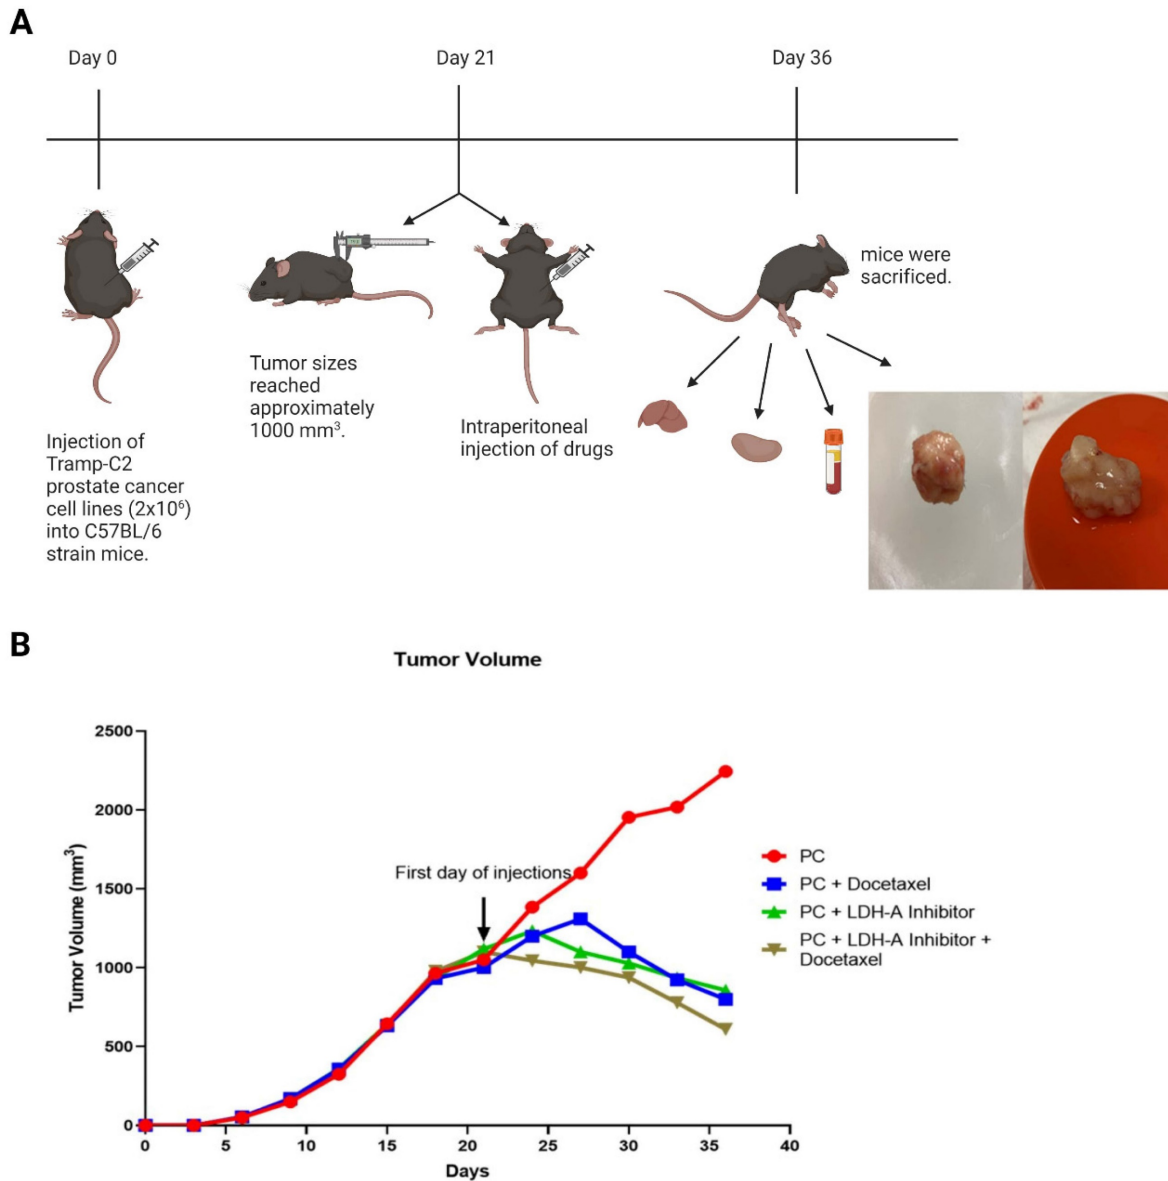 A
Day 0
Day 21
Day 36
mice were
sacrificed.
Tumor sizes
reached
approximately
1000 mm³.
Intraperitoneal
injection of drugs
Injection of
Tramp-C2
prostate cancer
cell lines (2x10⁶)
into C57BL/6
strain mice.
B
Tumor Volume
2500
2000
1500
1000
500
0
Tumor Volume (mm³)
First day of injections
0
5
10
15
20
25
30
35
40
Days
PC
PC + Docetaxel
PC + LDH-A Inhibitor
PC + LDH-A Inhibitor +
Docetaxel